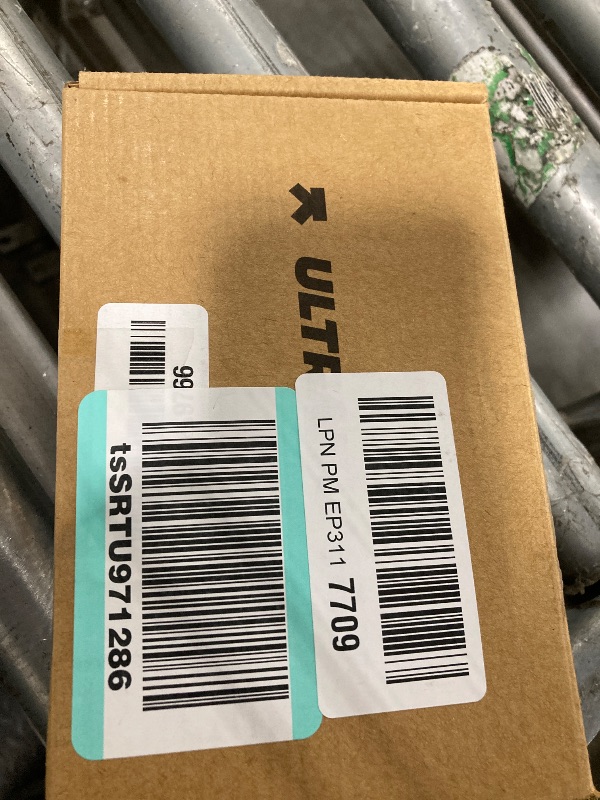 ULTR
99
tsSRTU971286
LPN PM EP311 7709